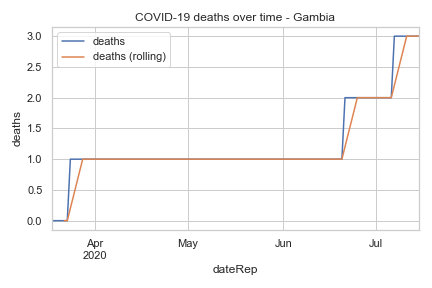 COVID-19 deaths over time - Gambia
deaths
deaths (rolling)
3.0
2.5
2.0
1.5
1.0
0.5
0.0
deaths
Apr
2020
May
Jun
Jul
dateRep